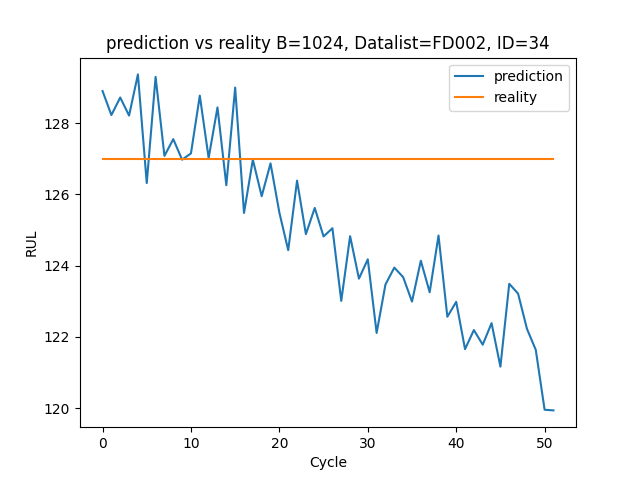 prediction vs reality B=1024, Datalist=FD002, ID=34
prediction
reality
128
126
124
122
120
RUL
0 10 20 30 40 50
Cycle